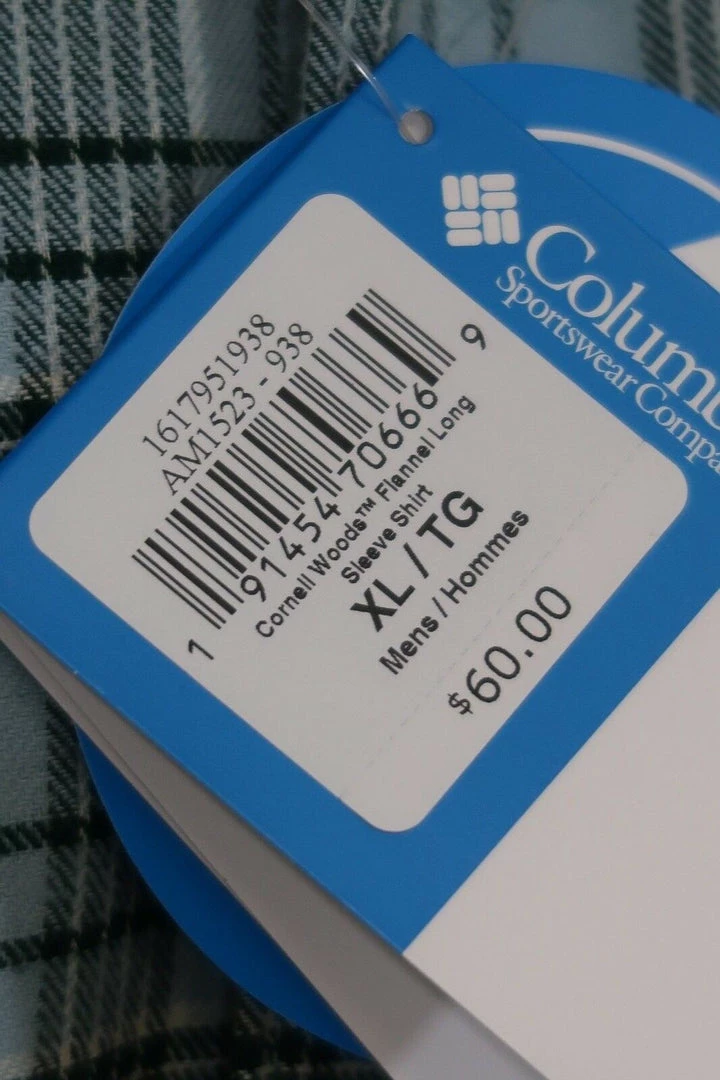 Colum
Sportswear Compa
1617951938
AM1523 - 938
1 91454 70666 9
Cornell Woods™ Flannel Long
Sleeve Shirt
XL / TG
Mens / Hommes
$60.00